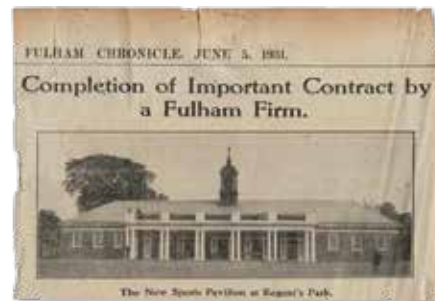 FULHAM CHRONICLE, JUNE 5, 1931.
Completion of Important Contract by
a Fulham Firm.
The New Sports Pavilion at Regent's Park.